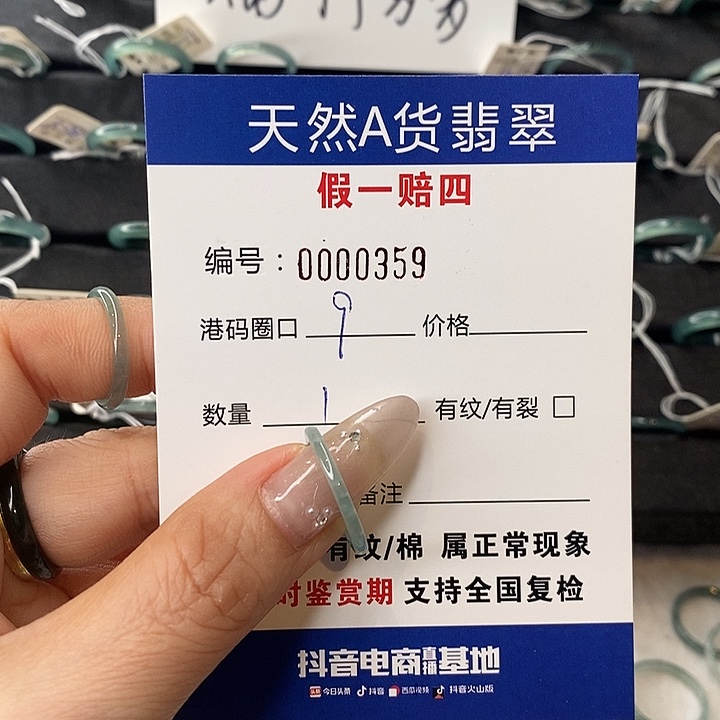 天然A货翡翠
假一赔四
编号：0000359
港码圈口 9 价格
数量 1 有纹/有裂 □
备注
有纹/棉 属正常现象
时鉴赏期 支持全国复检
抖音电商直播基地
头条 今日头条 抖音 西瓜视频 抖音火山版